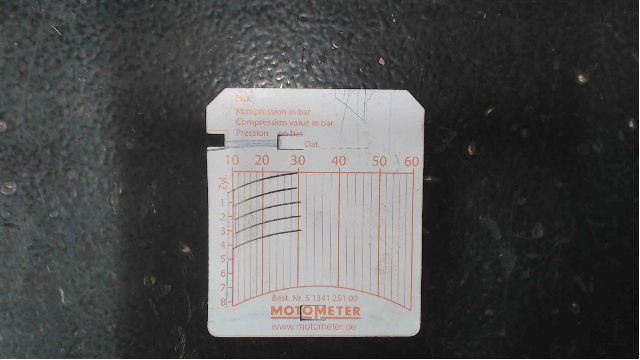 Kompression in bar
Compression value in bar
Pression en bar
Dat.
10 20 30 40 50 60
Zyl.
1
2
3
4
5
6
7
8
Best. Nr. 5 1541 251 00
MOTOMETER
www.motometer.de